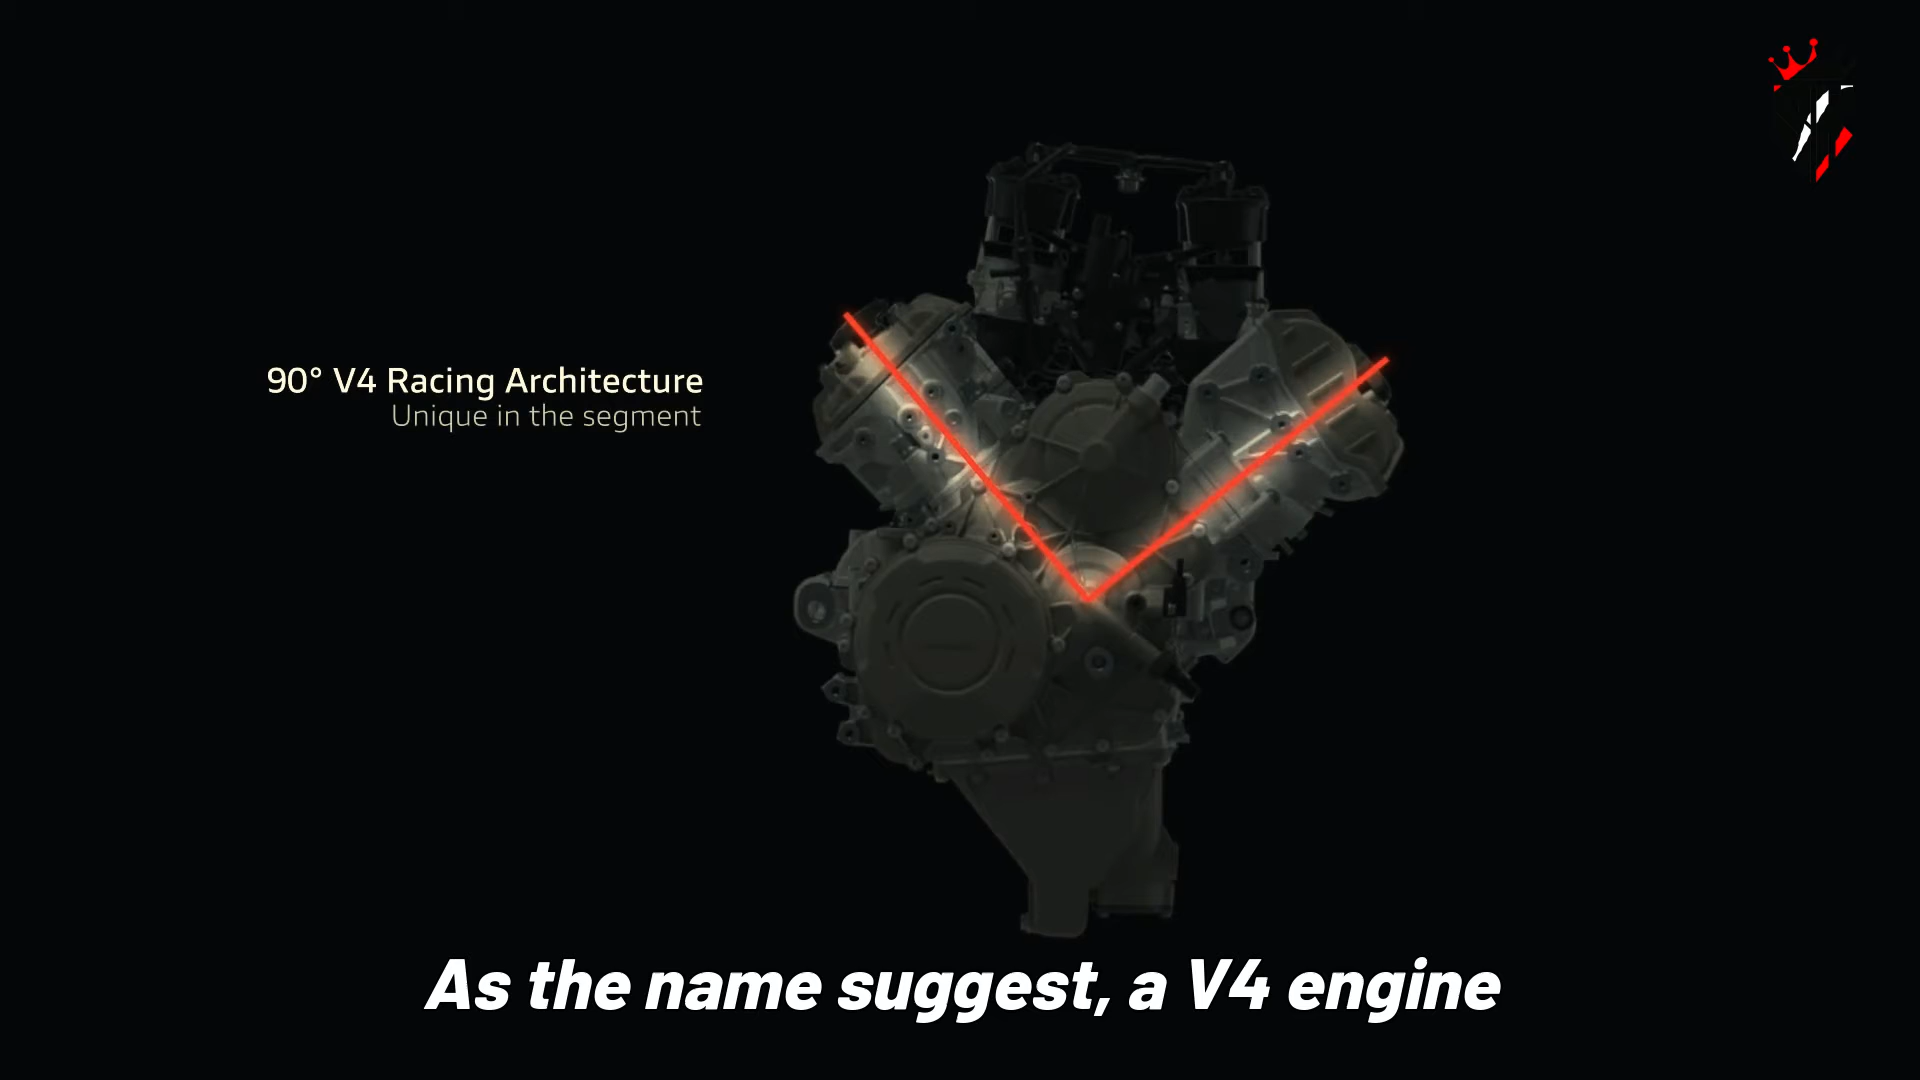 90° V4 Racing Architecture
Unique in the segment
As the name suggest, a V4 engine